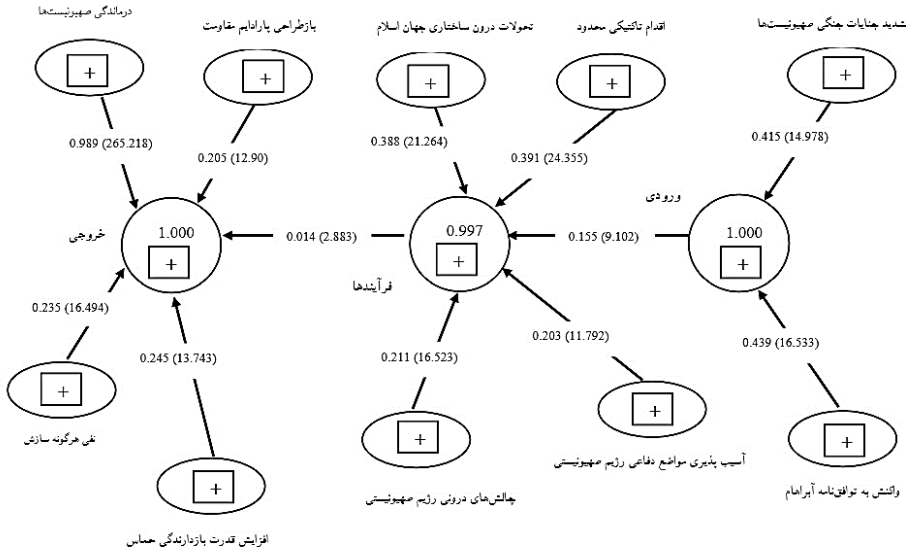 درماندگی صهیونیست‌ها
بازطراحی پارادایم مقاومت
تحولات درون ساختاری جهان اسلام
اقدام تاکتیکی محدود
شدید جنایات جنگی صهیونیست‌ها
+
+
+
+
+
0.989 (265.218)
0.205 (12.90)
0.388 (21.264)
0.391 (24.355)
0.415 (14.978)
ورودی
خروجی
1.000
+
0.014 (2.883)
0.997
+
0.155 (9.102)
1.000
+
فرآیندها
0.235 (16.494)
0.245 (13.743)
0.211 (16.523)
0.203 (11.792)
0.439 (16.533)
+
+
+
+
+
نفی هرگونه سازش
افزایش قدرت بازدارندگی حماس
چالش‌های درونی رژیم صهیونیستی
آسیب پذیری مواضع دفاعی رژیم صهیونیستی
واکنش به توافق‌نامه آبراهام